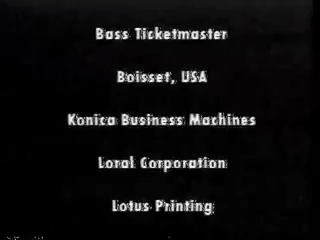 Bass Ticketmaster
Boisset, USA
Konica Business Machines
Loral Corporation
Lotus Printing